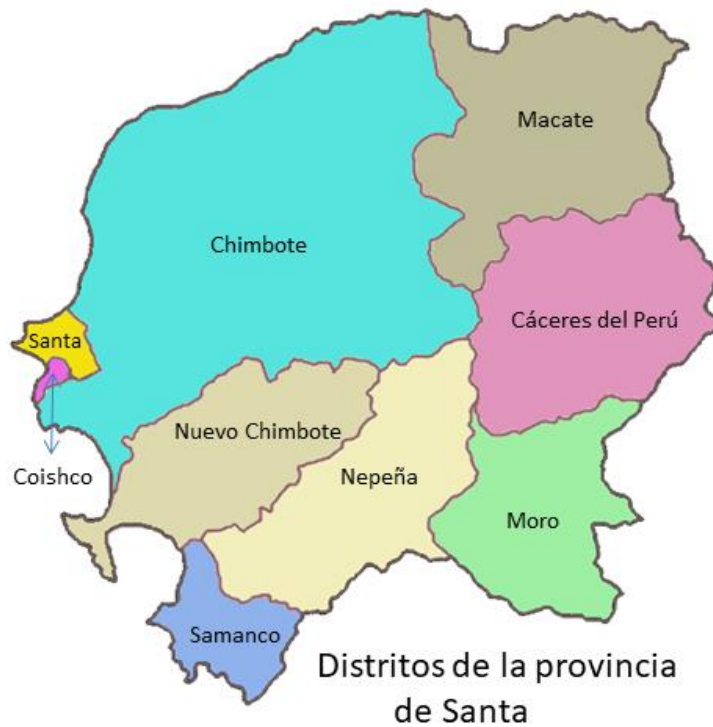 Macate
Chimbote
Cáceres del Perú
Santa
Nuevo Chimbote
Coishco
Nepeña
Moro
Samanco
Distritos de la provincia
de Santa